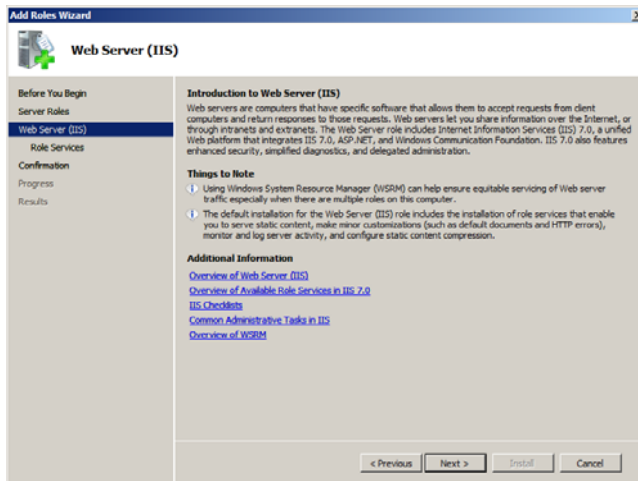 Add Roles Wizard
Web Server (IIS)
Before You Begin
Server Roles
Web Server (IIS)
Role Services
Confirmation
Progress
Results
Introduction to Web Server (IIS)
Web servers are computers that have specific software that allows them to accept requests from client
computers and return responses to those requests. Web servers let you share information over the Internet, or
through intranets and extranets. The Web Server role includes Internet Information Services (IIS) 7.0, a unified
Web platform that integrates IIS 7.0, ASP.NET, and Windows Communication Foundation. IIS 7.0 also features
enhanced security, simplified diagnostics, and delegated administration.
Things to Note
Using Windows System Resource Manager (WSRM) can help ensure equitable servicing of Web server
traffic especially when there are multiple roles on this computer.
The default installation for the Web Server (IIS) role includes the installation of role services that enable
you to serve static content, make minor customizations (such as default documents and HTTP errors),
monitor and log server activity, and configure static content compression.
Additional Information
Overview of Web Server (IIS)
Overview of Available Role Services in IIS 7.0
IIS Checklists
Common Administrative Tasks in IIS
Overview of WSRM
< Previous
Next >
Install
Cancel